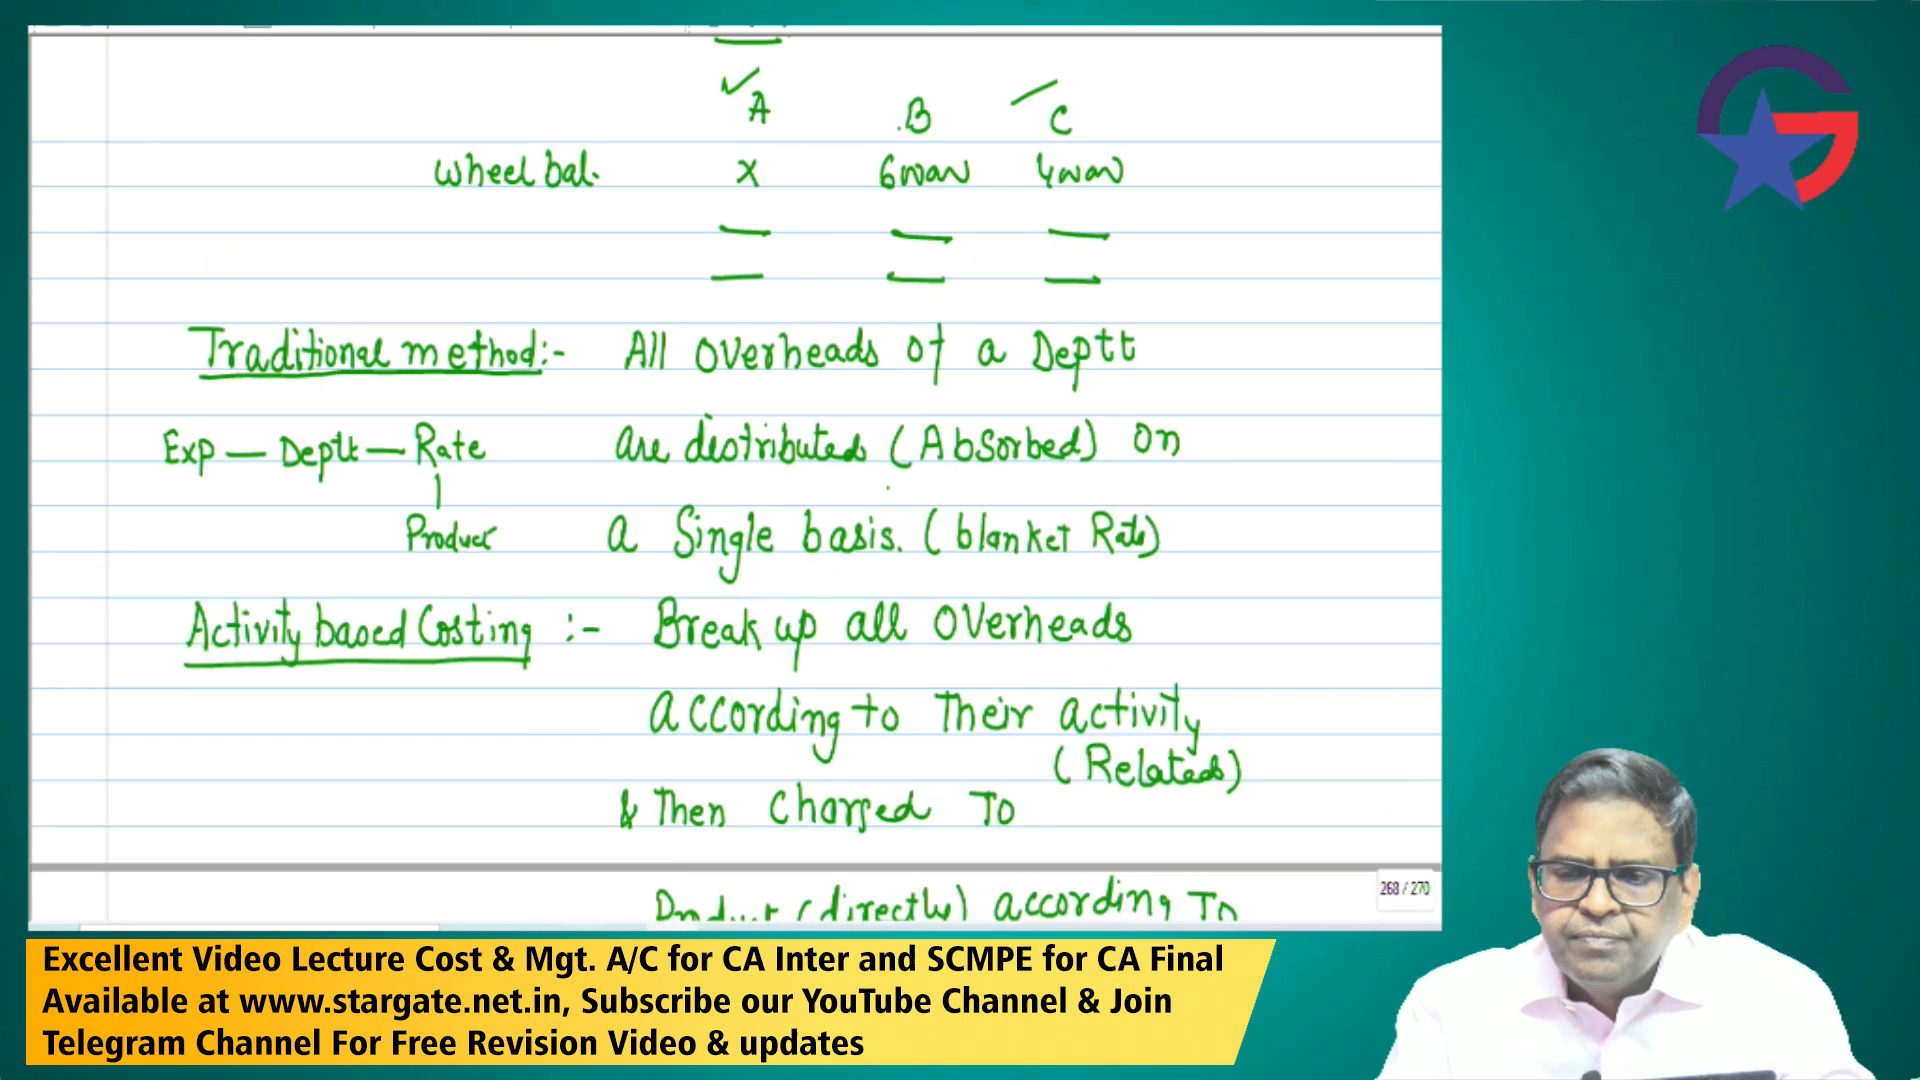 A B C
wheel bal. x
Traditional method:- All overheads of a Deptt
Exp — Deptt — Rate are distributed (Absorbed) on
Product a Single basis. (blanket Rate)
Activity based Costing :- Break up all overheads
according to Their activity
(Related)
& Then Charged To
Product (directly) according To
268 / 270
Excellent Video Lecture Cost & Mgt. A/C for CA Inter and SCMPE for CA Final
Available at www.stargate.net.in, Subscribe our YouTube Channel & Join
Telegram Channel For Free Revision Video & updates